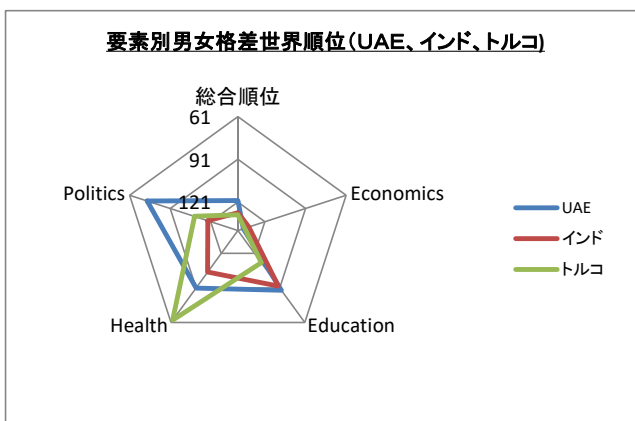 要素別男女格差世界順位(UAE、インド、トルコ)
総合順位
61
91
121
Politics
Economics
Health
Education
UAE
インド
トルコ